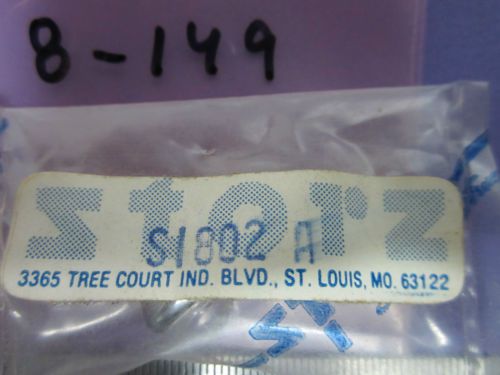 8-149
storz
S1802 A
3365 TREE COURT IND. BLVD., ST. LOUIS, MO. 63122